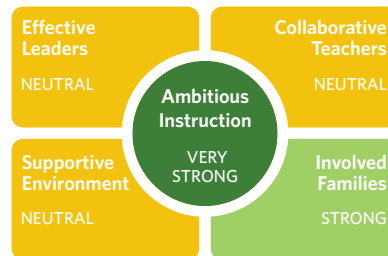 Effective
Leaders
NEUTRAL
Collaborative
Teachers
NEUTRAL
Ambitious
Instruction
VERY
STRONG
Supportive
Environment
NEUTRAL
Involved
Families
STRONG